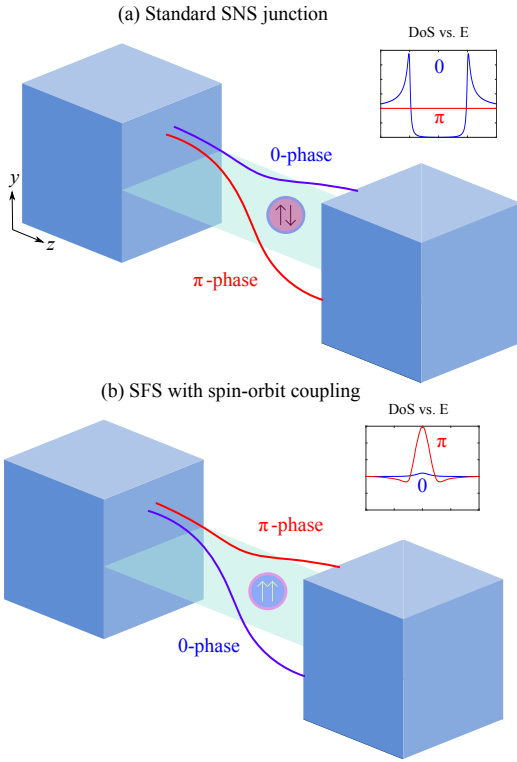 (a) Standard SNS junction
DoS vs. E
0
π
0-phase
y
z
↑↓
π-phase
(b) SFS with spin-orbit coupling
DoS vs. E
π
0
π-phase
↑↑
0-phase